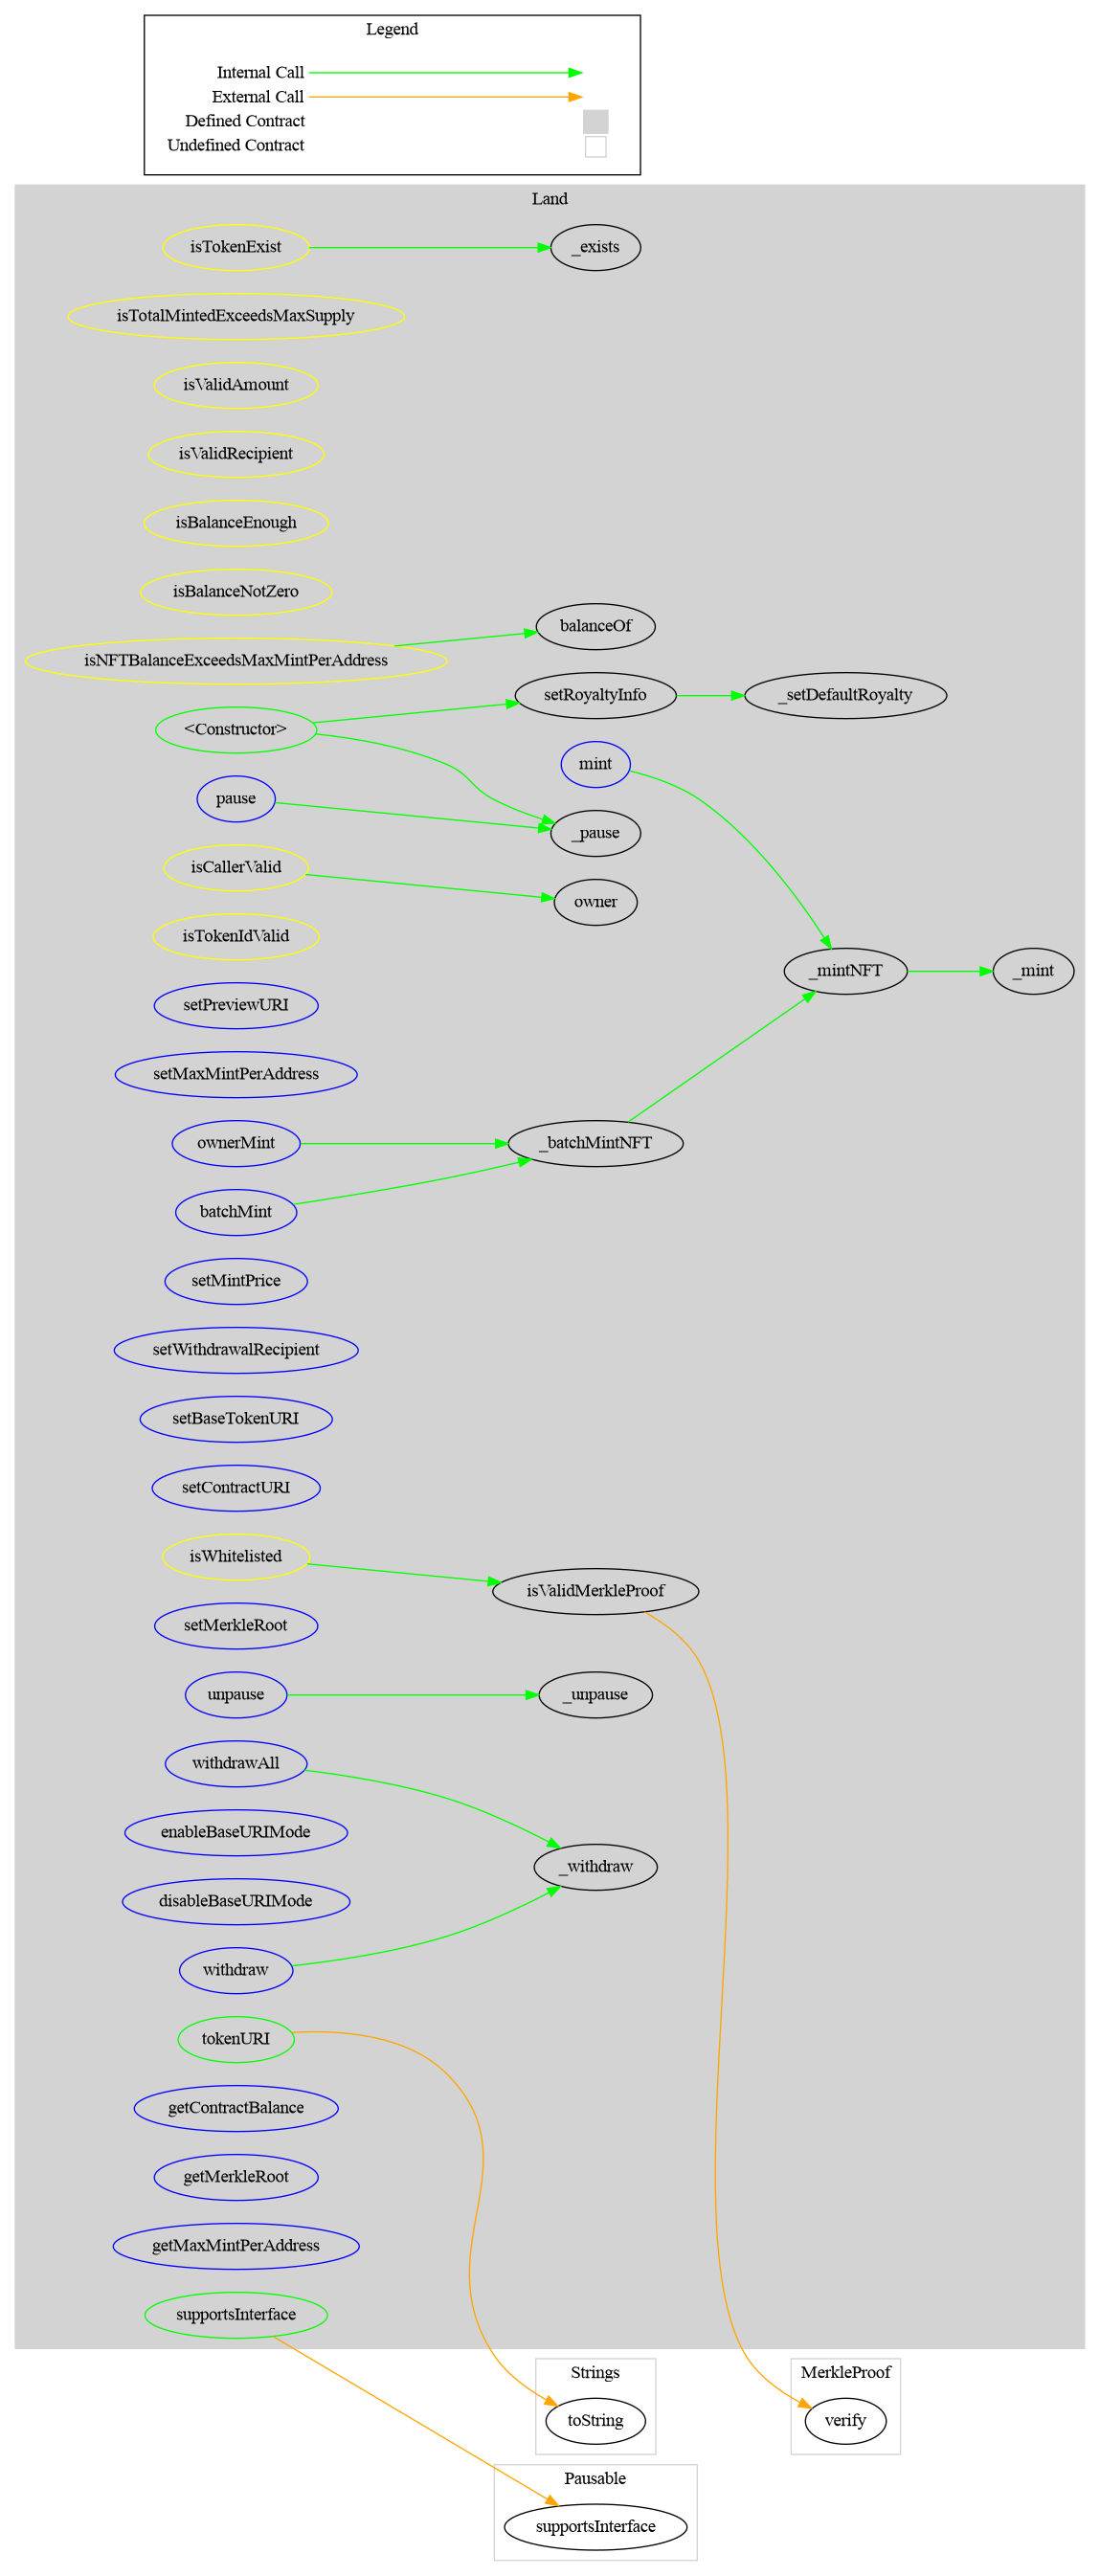 Legend
Internal Call
External Call
Defined Contract
Undefined Contract
Land
isTokenExist
_exists
isTotalMintedExceedsMaxSupply
isValidAmount
isValidRecipient
isBalanceEnough
isBalanceNotZero
balanceOf
isNFTBalanceExceedsMaxMintPerAddress
setRoyaltyInfo
_setDefaultRoyalty
<Constructor>
mint
pause
_pause
isCallerValid
owner
isTokenIdValid
_mintNFT
_mint
setPreviewURI
setMaxMintPerAddress
ownerMint
_batchMintNFT
batchMint
setMintPrice
setWithdrawalRecipient
setBaseTokenURI
setContractURI
isWhitelisted
isValidMerkleProof
setMerkleRoot
unpause
_unpause
withdrawAll
enableBaseURIMode
_withdraw
disableBaseURIMode
withdraw
tokenURI
getContractBalance
getMerkleRoot
getMaxMintPerAddress
supportsInterface
Strings
MerkleProof
toString
verify
Pausable
supportsInterface